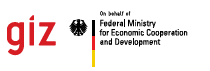 giz
On behalf of
Federal Ministry
for Economic Cooperation
and Development